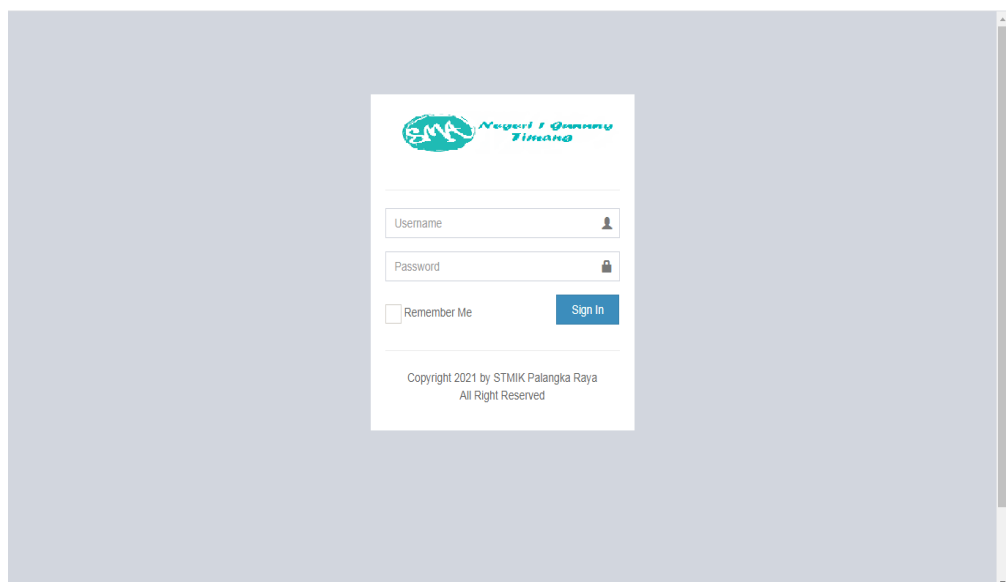 SMA Negeri 1 Gunung
Timang
Username
Password
Remember Me
Sign In
Copyright 2021 by STMIK Palangka Raya
All Right Reserved